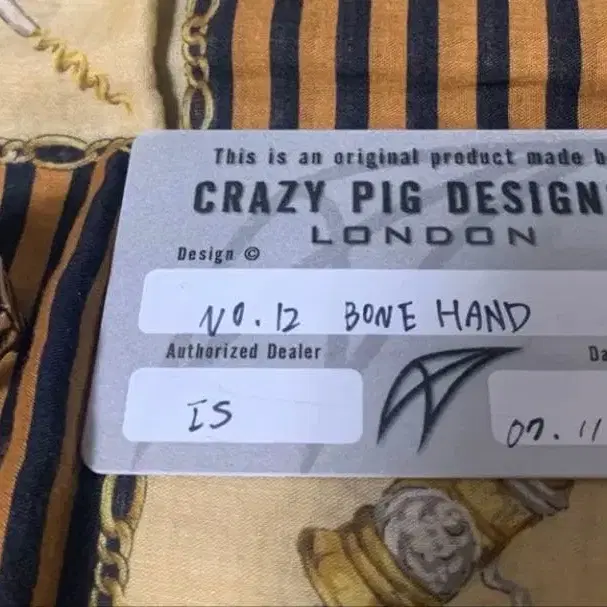 This is an original product made b
CRAZY PIG DESIGN
LONDON
Design ©
NO. 12 BONE HAND
Authorized Dealer
Da
IS
07. 11